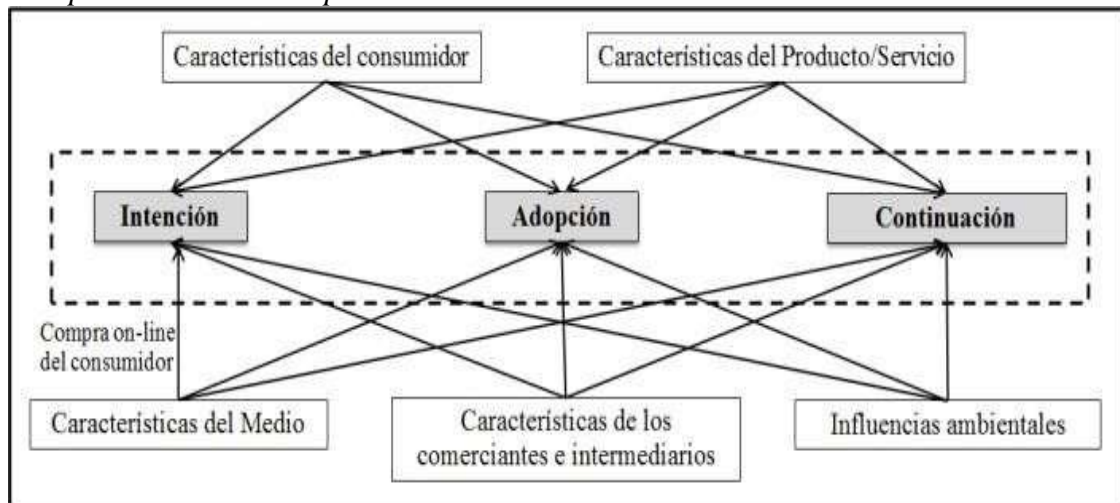 Características del consumidor
Características del Producto/Servicio
Intención
Adopción
Continuación
Compra on-line
del consumidor
Características del Medio
Características de los
comerciantes e intermediarios
Influencias ambientales